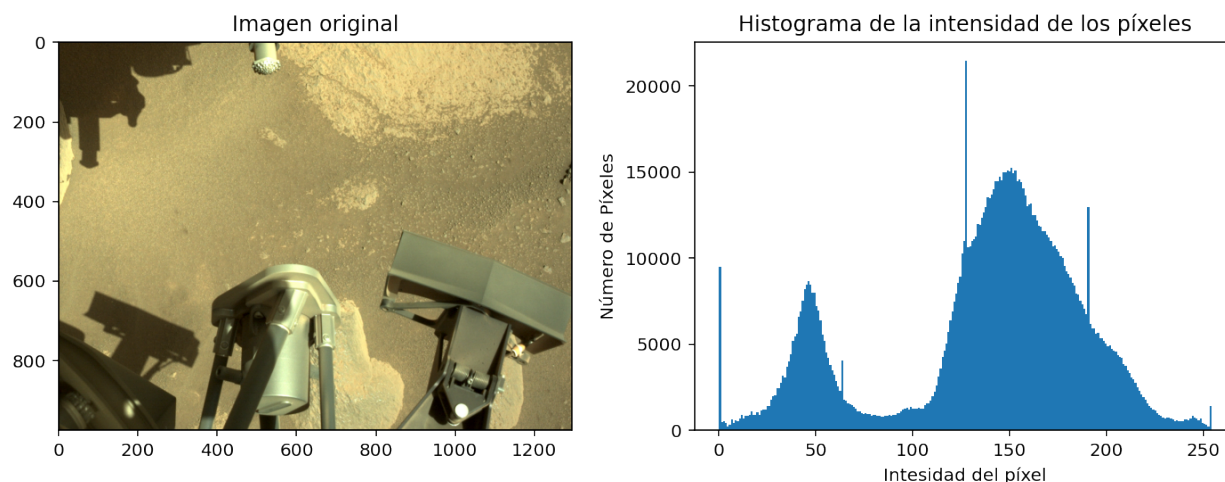 Imagen original
0
200
400
600
800
0 200 400 600 800 1000 1200
Histograma de la intensidad de los píxeles
Número de Píxeles
20000
15000
10000
5000
0
0 50 100 150 200 250
Intesidad del píxel